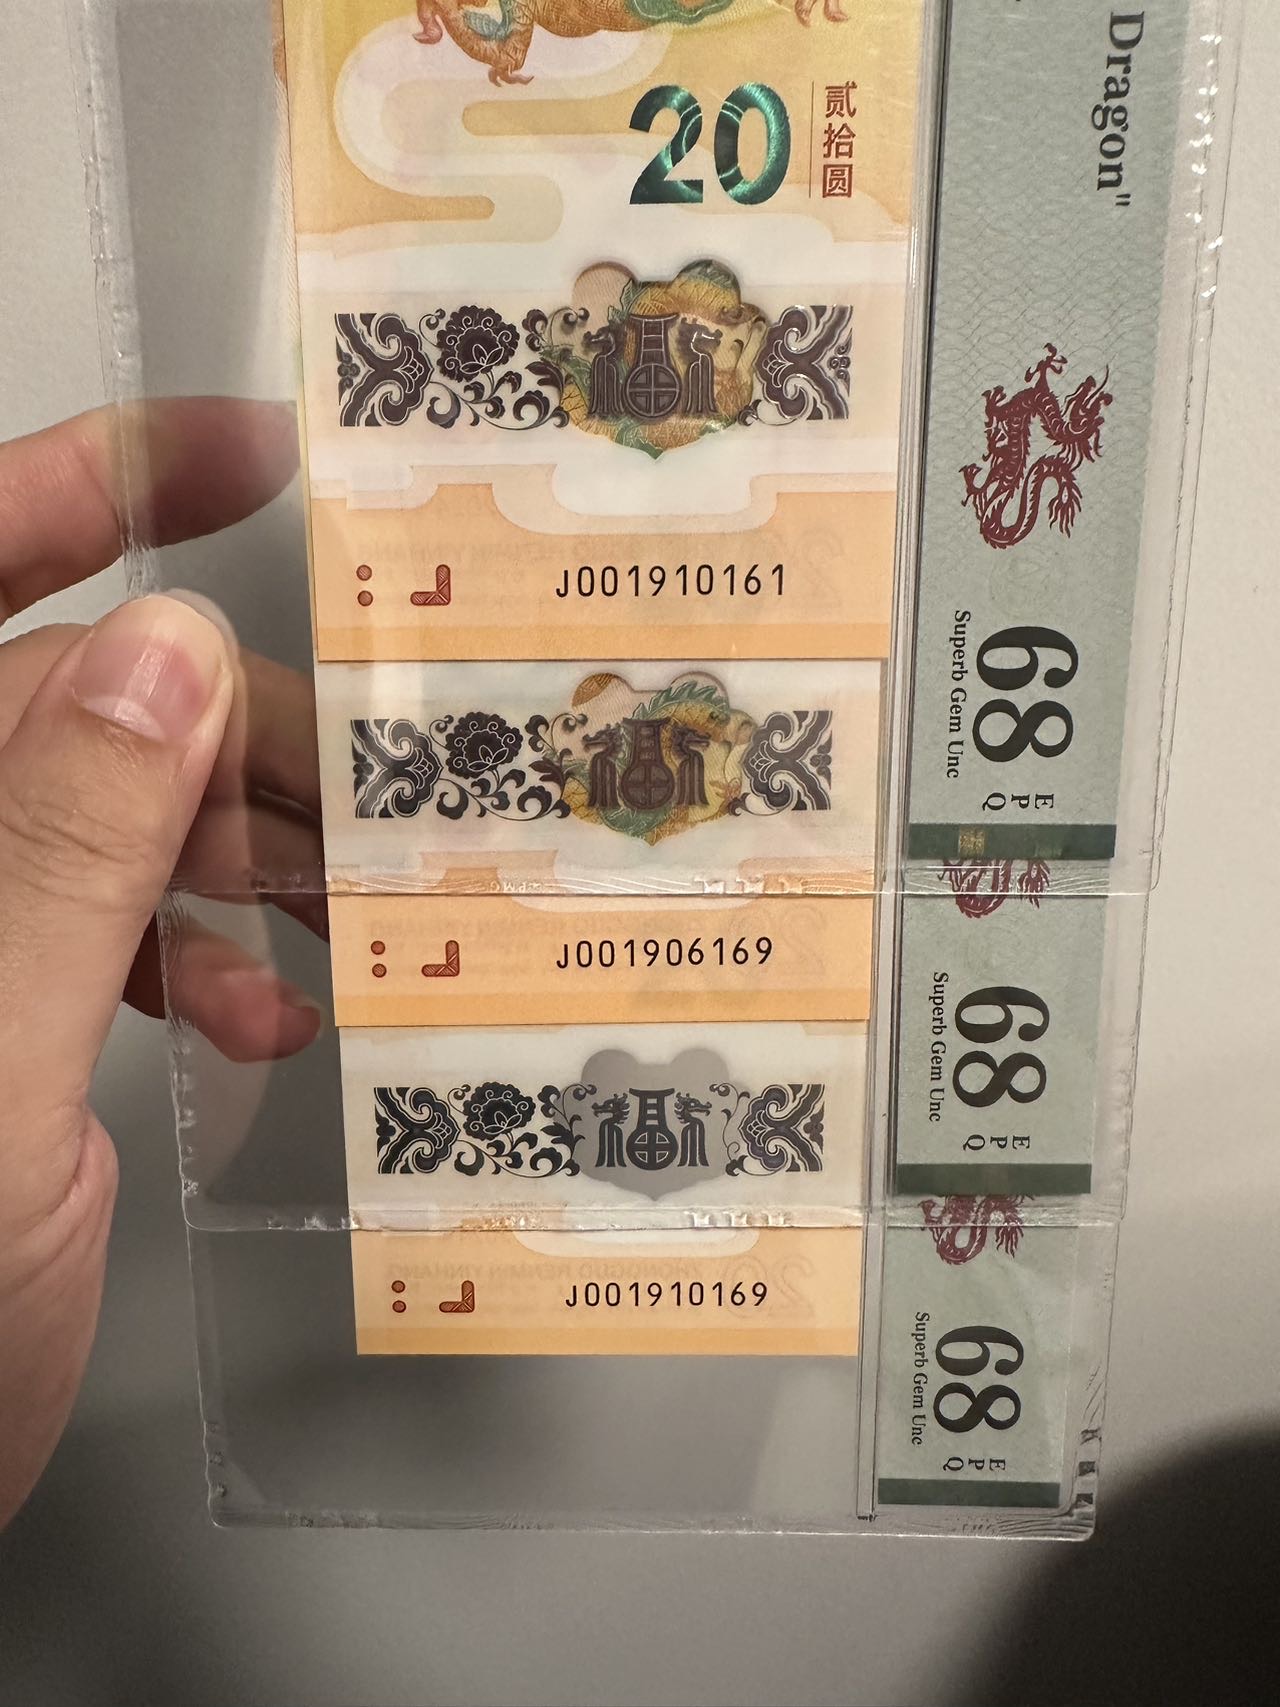 20
贰拾圆
Dragon"
J001910161
68
EPQ
Superb Gem Unc
J001906169
68
EPQ
Superb Gem Unc
J001910169
68
EPQ
Superb Gem Unc